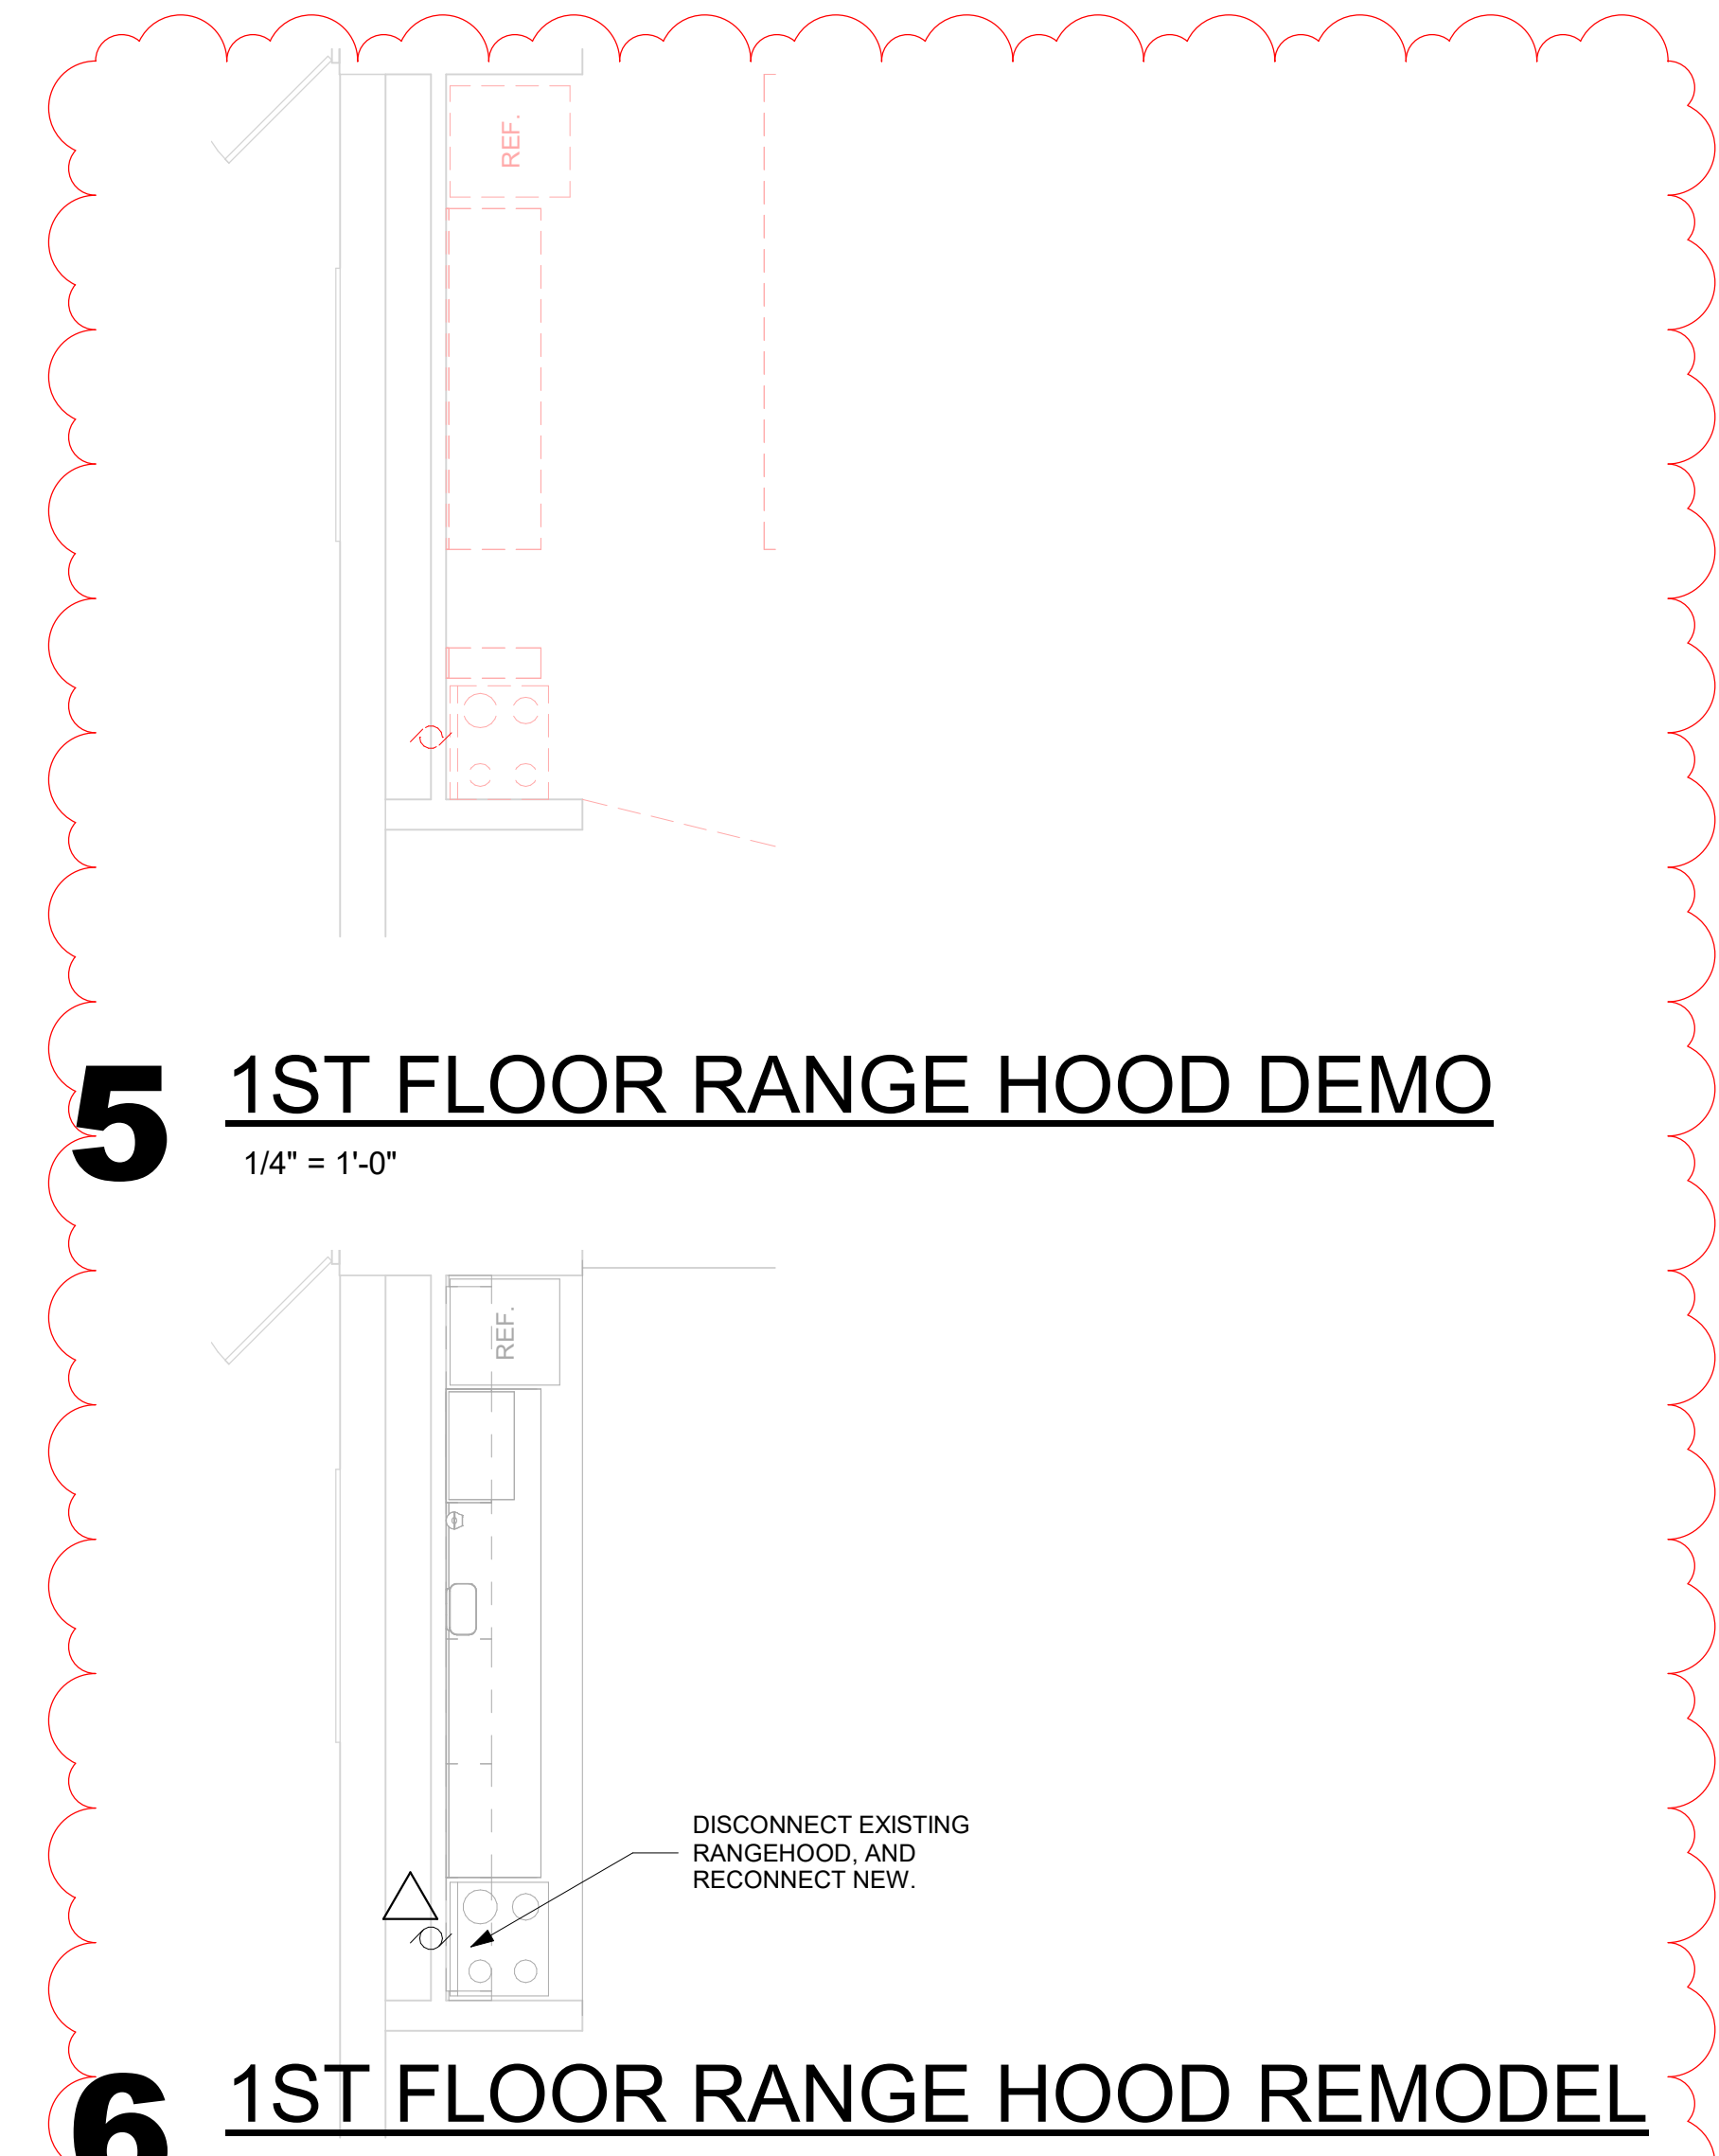 REF.
5
1ST FLOOR RANGE HOOD DEMO
1/4" = 1'-0"
REF.
DISCONNECT EXISTING
RANGEHOOD, AND
RECONNECT NEW.
6
1ST FLOOR RANGE HOOD REMODEL